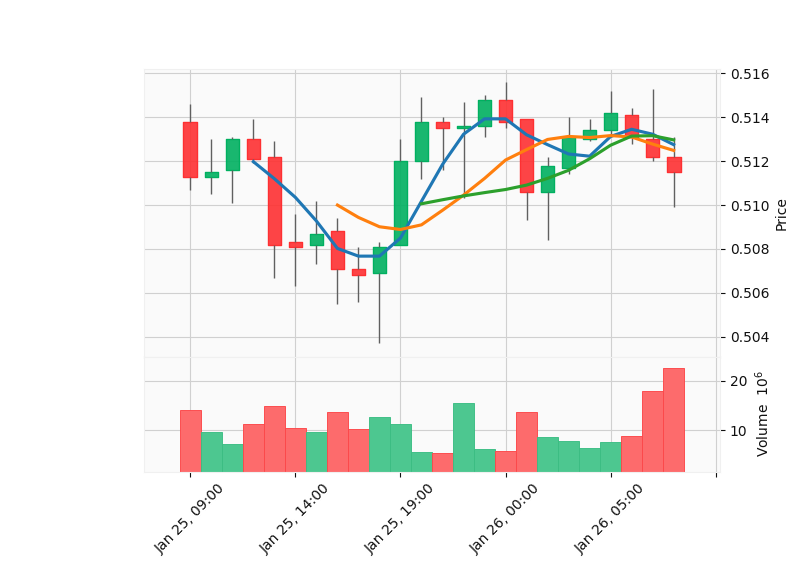 0.516
0.514
0.512
0.510
0.508
0.506
0.504
Price
20
10
Volume 10⁶
Jan 25, 09:00
Jan 25, 14:00
Jan 25, 19:00
Jan 26, 00:00
Jan 26, 05:00